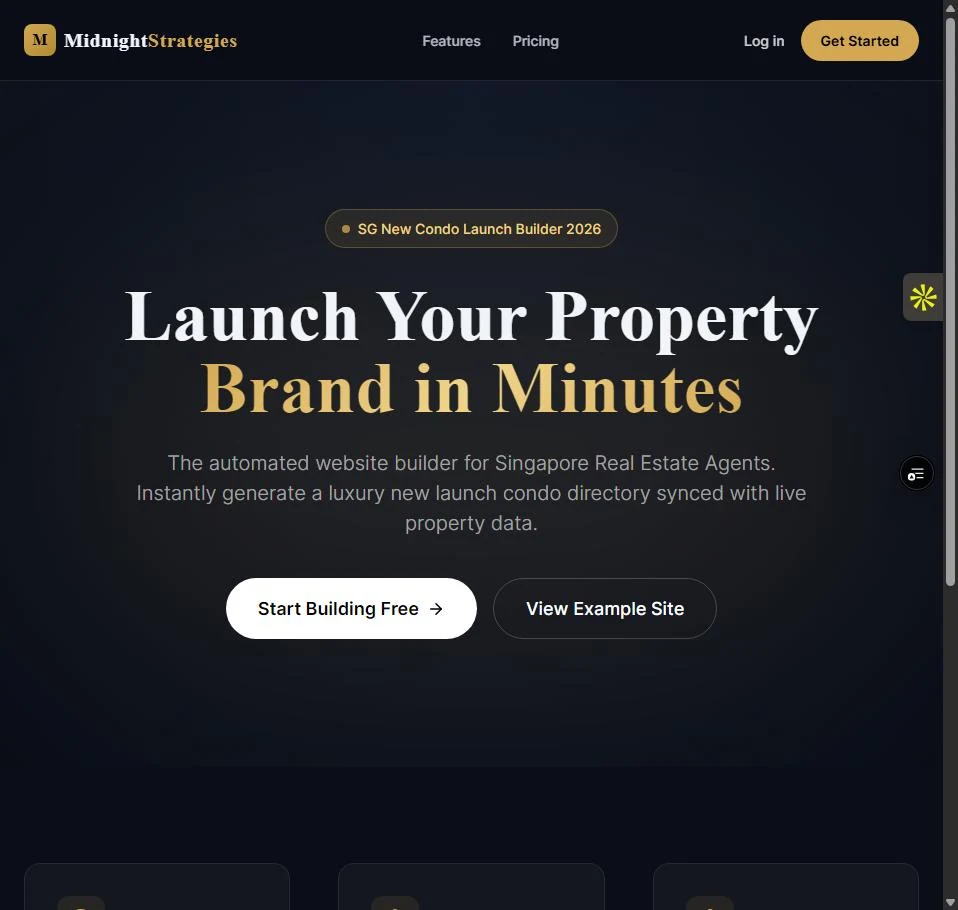 M MidnightStrategies
Features
Pricing
Log in
Get Started
SG New Condo Launch Builder 2026
Launch Your Property
Brand in Minutes
The automated website builder for Singapore Real Estate Agents.
Instantly generate a luxury new launch condo directory synced with live
property data.
Start Building Free →
View Example Site